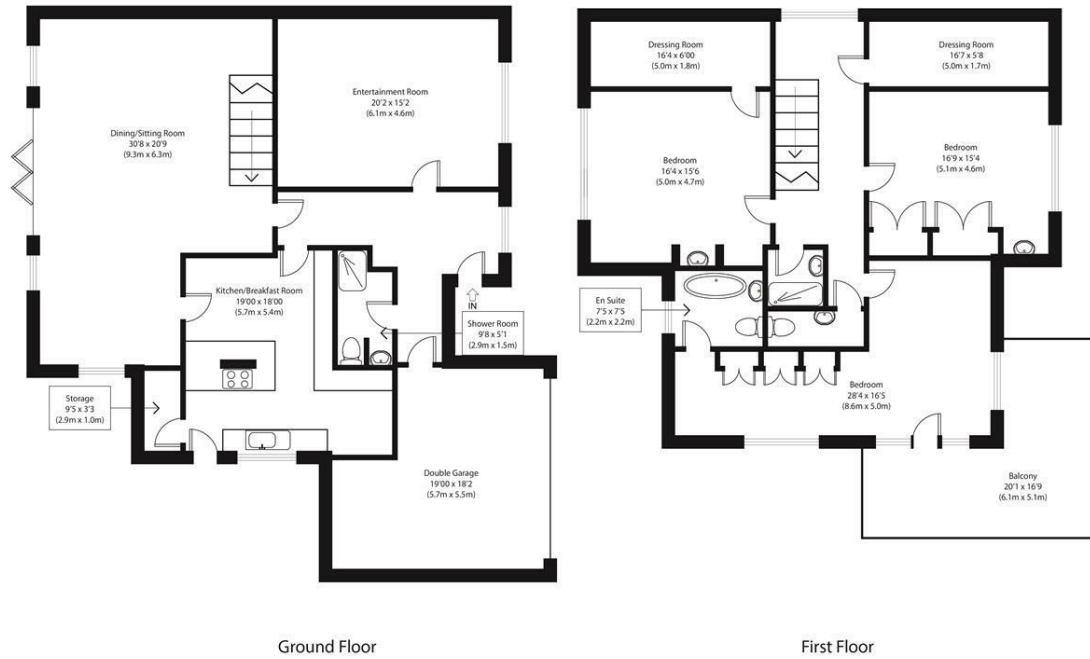 Dining/Sitting Room
30'8 x 20'9
(9.3m x 6.3m)
Entertainment Room
20'2 x 15'2
(6.1m x 4.6m)
Kitchen/Breakfast Room
19'00 x 18'00
(5.7m x 5.4m)
IN
Shower Room
9'8 x 5'1
(2.9m x 1.5m)
Storage
9'5 x 3'3
(2.9m x 1.0m)
Double Garage
19'00 x 18'2
(5.7m x 5.5m)
Ground Floor
Dressing Room
16'4 x 6'00
(5.0m x 1.8m)
Dressing Room
16'7 x 5'8
(5.0m x 1.7m)
Bedroom
16'4 x 15'6
(5.0m x 4.7m)
Bedroom
16'9 x 15'4
(5.1m x 4.6m)
En Suite
7'5 x 7'5
(2.2m x 2.2m)
Bedroom
28'4 x 16'5
(8.6m x 5.0m)
Balcony
20'1 x 16'9
(6.1m x 5.1m)
First Floor